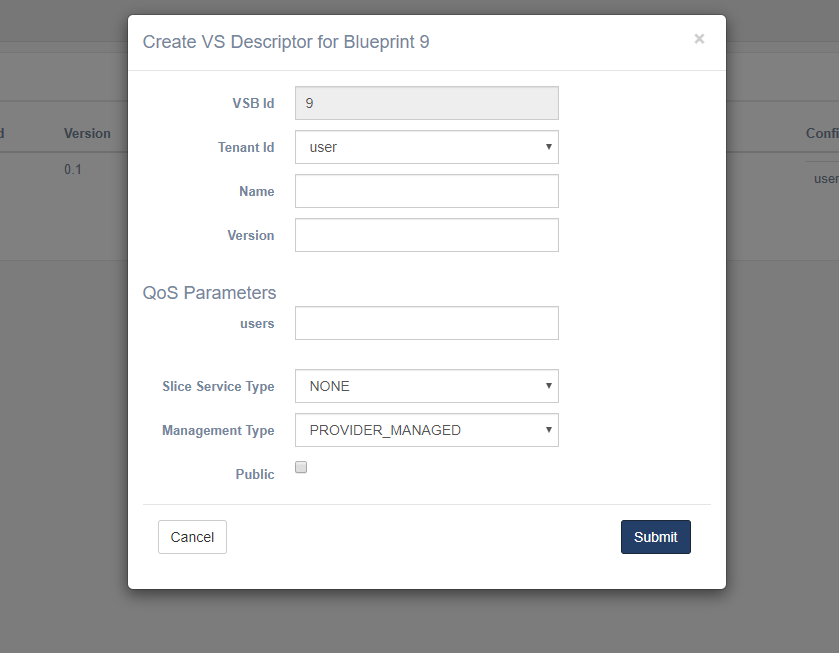 Create VS Descriptor for Blueprint 9 ×
VSB Id 9
Tenant Id user
Name
Version
QoS Parameters
users
Slice Service Type NONE
Management Type PROVIDER_MANAGED
Public
Cancel Submit
Version
0.1
user